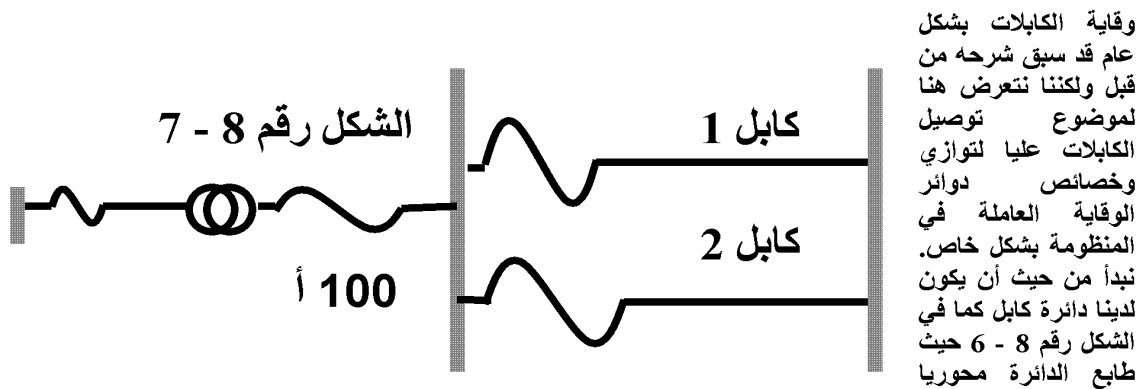 وقاية الكابلات بشكل
عام قد سبق شرحه من
قبل ولكننا نتعرض هنا
لموضوع توصيل
الكابلات عليا لتوازي
وخصائص دوائر
الوقاية العاملة في
المنظومة بشكل خاص.
نبدأ من حيث أن يكون
لدينا دائرة كابل كما في
الشكل رقم 8 - 6 حيث
طابع الدائرة محوريا
الشكل رقم 8 - 7
كابل 1
كابل 2
100 أ